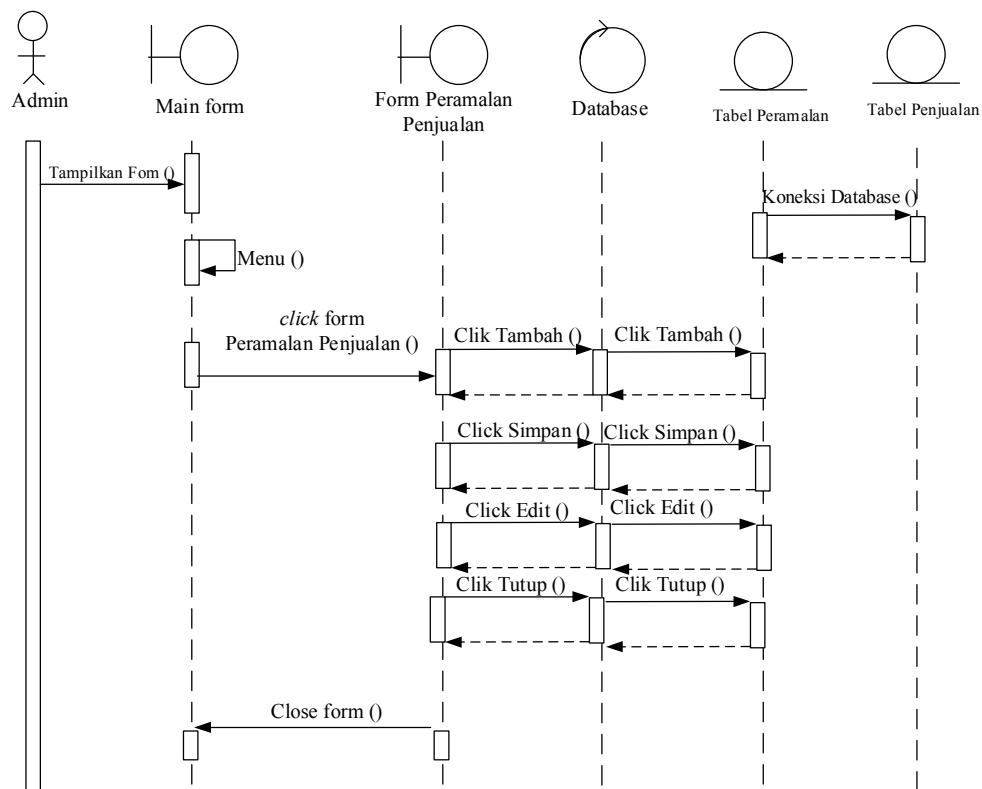 Admin
Main form
Form Peramalan
Penjualan
Database
Tabel Peramalan
Tabel Penjualan
Tampilkan Fom ()
Koneksi Database ()
Menu ()
click form
Peramalan Penjualan ()
Clik Tambah ()
Clik Tambah ()
Click Simpan ()
Click Simpan ()
Click Edit ()
Click Edit ()
Clik Tutup ()
Clik Tutup ()
Close form ()